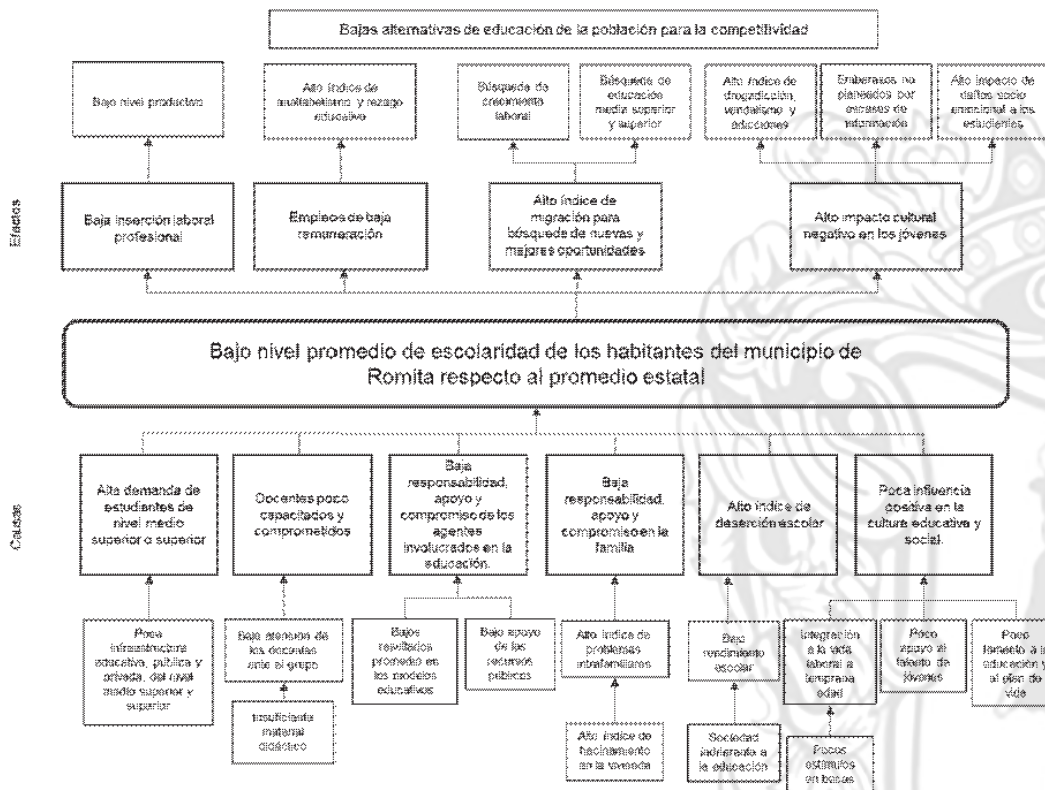 Bajas alternativas de educación de la población para la competitividad
Bajo nivel productivo
Alto índice de
analfabetismo y rezago
educativo
Búsqueda de
crecimiento
laboral
Búsqueda de
educación
media superior
y superior
Alto índice de
drogadicción,
vandalismo y
adicciones
Embarazos no
planeados por
escases de
información
Alto impacto de
daños socio
emocional a los
estudiantes
Efectos
Baja inserción laboral
profesional
Empleos de baja
remuneración
Alto índice de
migración para
búsqueda de nuevas y
mejores oportunidades
Alto impacto cultural
negativo en los jóvenes
Bajo nivel promedio de escolaridad de los habitantes del municipio de
Romita respecto al promedio estatal
Causas
Alta demanda de
estudiantes de
nivel medio
superior o superior
Docentes poco
capacitados y
comprometidos
Baja
responsabilidad,
apoyo y
compromiso de los
agentes
involucrados en la
educación.
Baja
responsabilidad,
apoyo y
compromiso en la
familia
Alto índice de
deserción escolar
Poca influencia
positiva en la
cultura educativa y
social.
Poca
infraestructura
educativa, pública y
privada, del nivel
medio superior y
superior
Baja atención de
los docentes
ante el grupo
Bajos
resultados
promedio en
los modelos
educativos
Bajo apoyo
de los
recursos
públicos
Alto índice de
problemas
intrafamiliares
Bajo
rendimiento
escolar
Integración
a la vida
laboral a
temprana
edad
Poco
apoyo al
talento de
jóvenes
Poco
fomento a la
educación y
al plan de
vida
Insuficiente
material
didáctico
Alto índice de
hacinamiento
en la vivienda
Sociedad
indiferente a
la educación
Pocos
estímulos
en becas